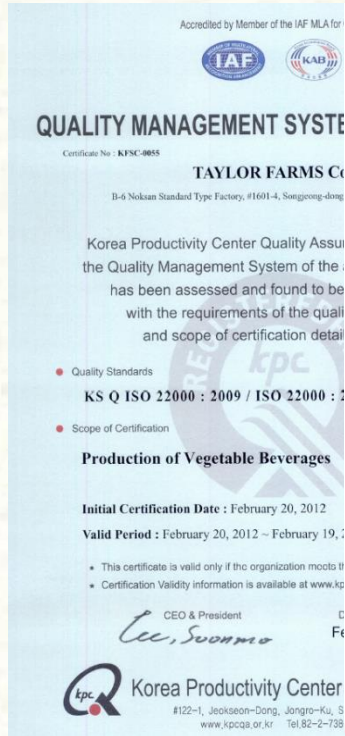 Accredited by Member of the IAF MLA for
IAF
KAB
QUALITY MANAGEMENT SYSTE
Certificate No : KFSC-0055
TAYLOR FARMS Co
B-6 Noksan Standard Type Factory, #1601-4, Songjeong-dong
Korea Productivity Center Quality Assur
the Quality Management System of the
has been assessed and found to be
with the requirements of the quali
and scope of certification detail
REGISTERED
kpc
Quality Standards
KS Q ISO 22000 : 2009 / ISO 22000 : 2
Scope of Certification
Production of Vegetable Beverages
Initial Certification Date : February 20, 2012
Valid Period : February 20, 2012 ~ February 19, 2
This certificate is valid only if the organization meets th
Certification Validity information is available at www.kp
CEO & President
D
Fe
Lee, Soonmo
kpc
Korea Productivity Center
#122-1, Jeokseon-Dong, Jongro-Ku, S
www.kpcqa.or.kr Tel.82-2-738